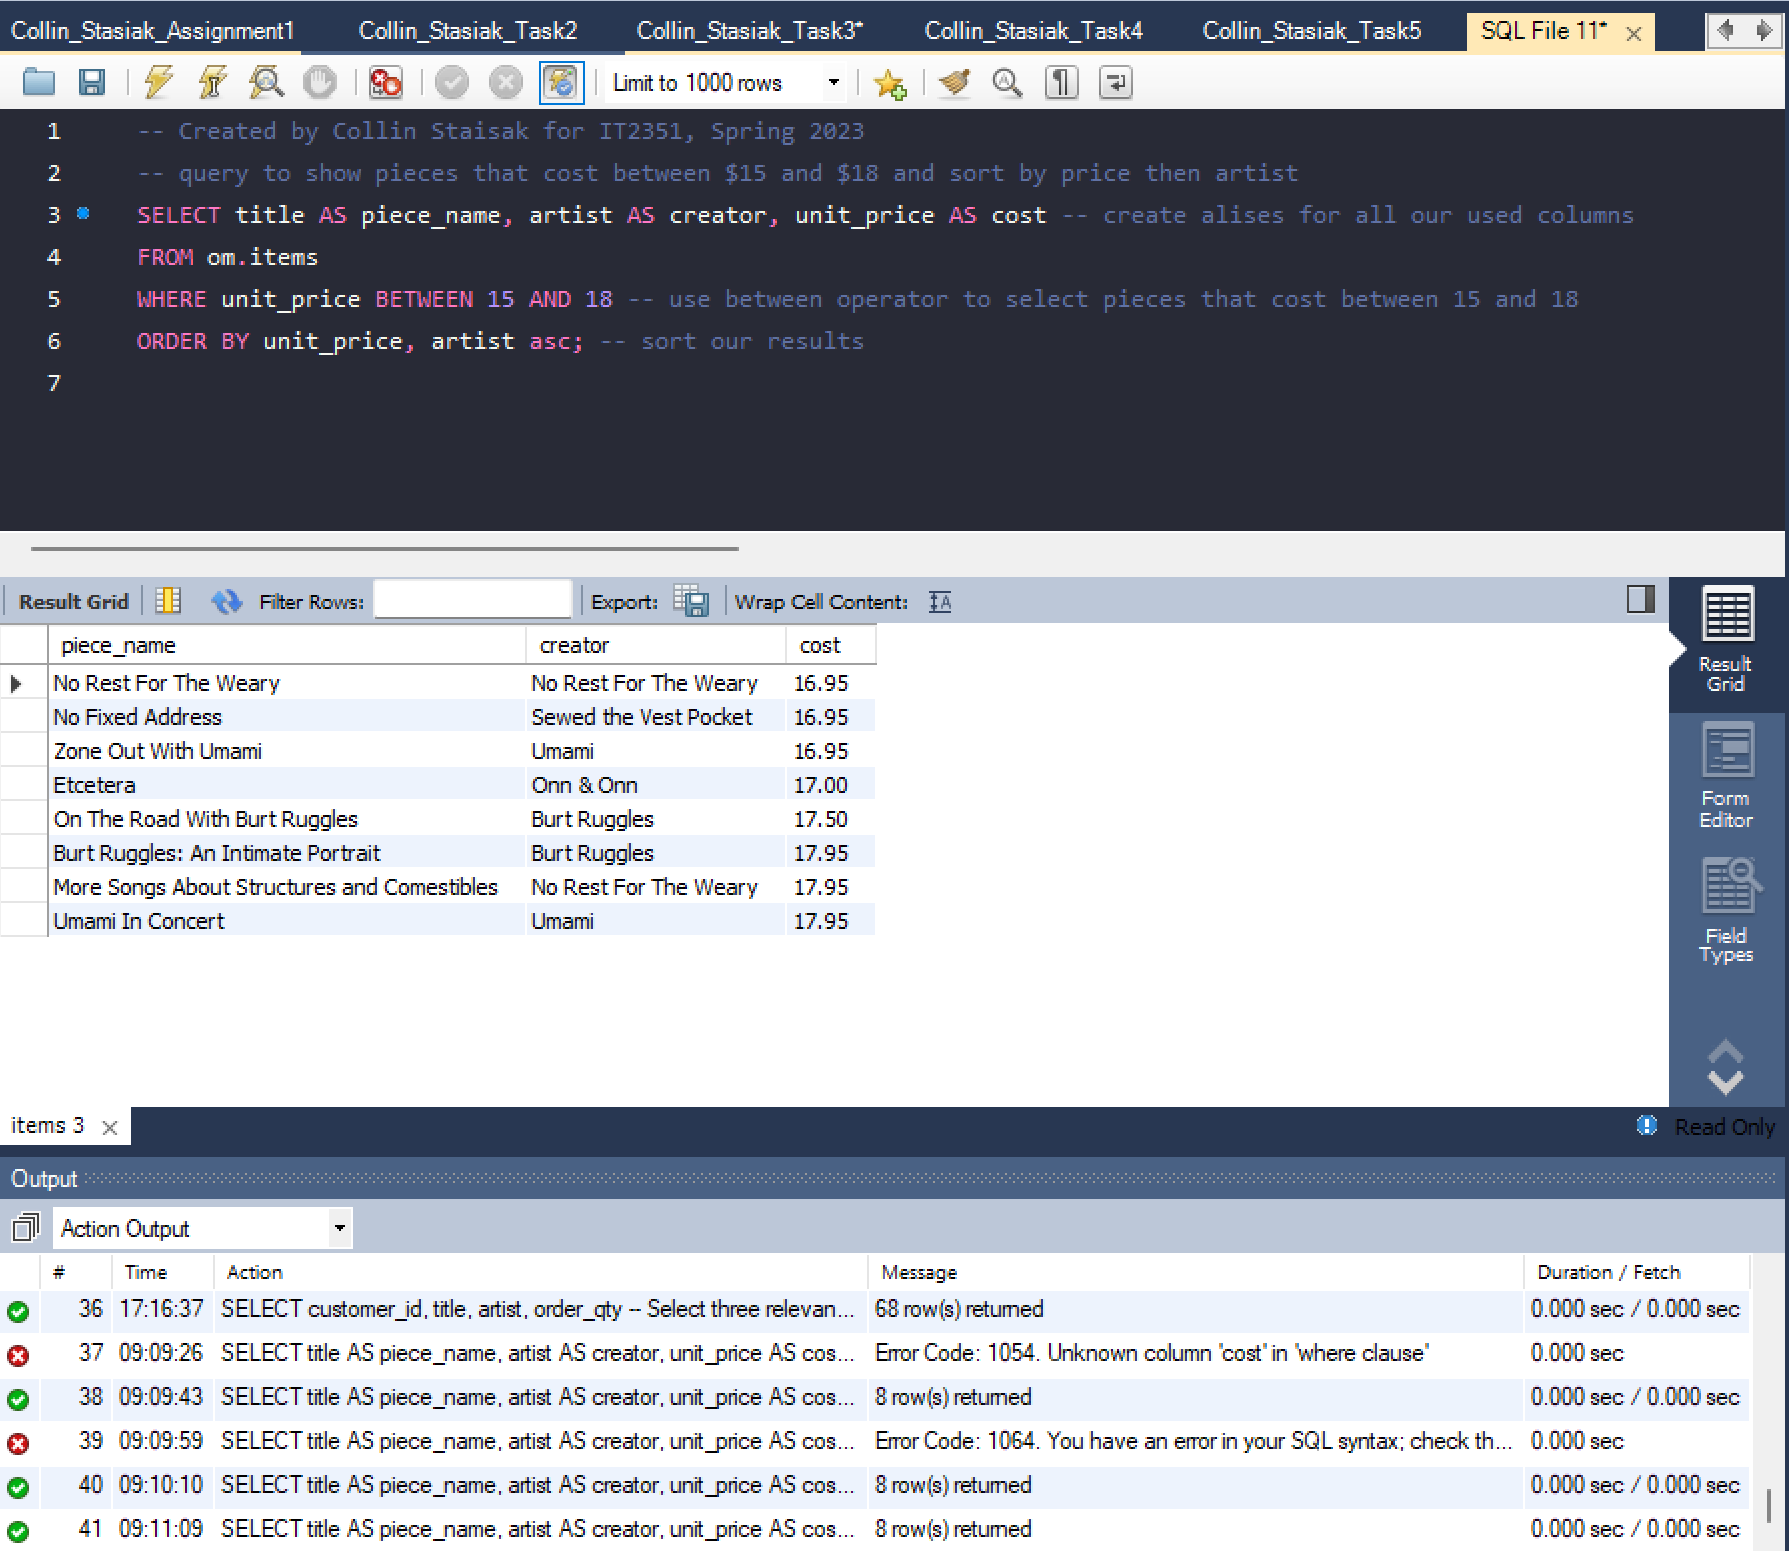 Collin_Stasiak_Assignment1 Collin_Stasiak_Task2 Collin_Stasiak_Task3* Collin_Stasiak_Task4 Collin_Stasiak_Task5 SQL File 11*
Limit to 1000 rows
1 -- Created by Collin Staisak for IT2351, Spring 2023
2 -- query to show pieces that cost between $15 and $18 and sort by price then artist
3 SELECT title AS piece_name, artist AS creator, unit_price AS cost -- create alises for all our used columns
4 FROM om.items
5 WHERE unit_price BETWEEN 15 AND 18 -- use between operator to select pieces that cost between 15 and 18
6 ORDER BY unit_price, artist asc; -- sort our results
7
Result Grid Filter Rows: Export: Wrap Cell Content:
piece_name creator cost
No Rest For The Weary No Rest For The Weary 16.95
No Fixed Address Sewed the Vest Pocket 16.95
Zone Out With Umami Umami 16.95
Etcetera Onn & Onn 17.00
On The Road With Burt Ruggles Burt Ruggles 17.50
Burt Ruggles: An Intimate Portrait Burt Ruggles 17.95
More Songs About Structures and Comestibles No Rest For The Weary 17.95
Umami In Concert Umami 17.95
Result
Grid
Form
Editor
Field
Types
items 3 Read Only
Output
Action Output
# Time Action Message Duration / Fetch
36 17:16:37 SELECT customer_id, title, artist, order_qty -- Select three relevan... 68 row(s) returned 0.000 sec / 0.000 sec
37 09:09:26 SELECT title AS piece_name, artist AS creator, unit_price AS cos... Error Code: 1054. Unknown column 'cost' in 'where clause' 0.000 sec
38 09:09:43 SELECT title AS piece_name, artist AS creator, unit_price AS cos... 8 row(s) returned 0.000 sec / 0.000 sec
39 09:09:59 SELECT title AS piece_name, artist AS creator, unit_price AS cos... Error Code: 1064. You have an error in your SQL syntax; check th... 0.000 sec
40 09:10:10 SELECT title AS piece_name, artist AS creator, unit_price AS cos... 8 row(s) returned 0.000 sec / 0.000 sec
41 09:11:09 SELECT title AS piece_name, artist AS creator, unit_price AS cos... 8 row(s) returned 0.000 sec / 0.000 sec